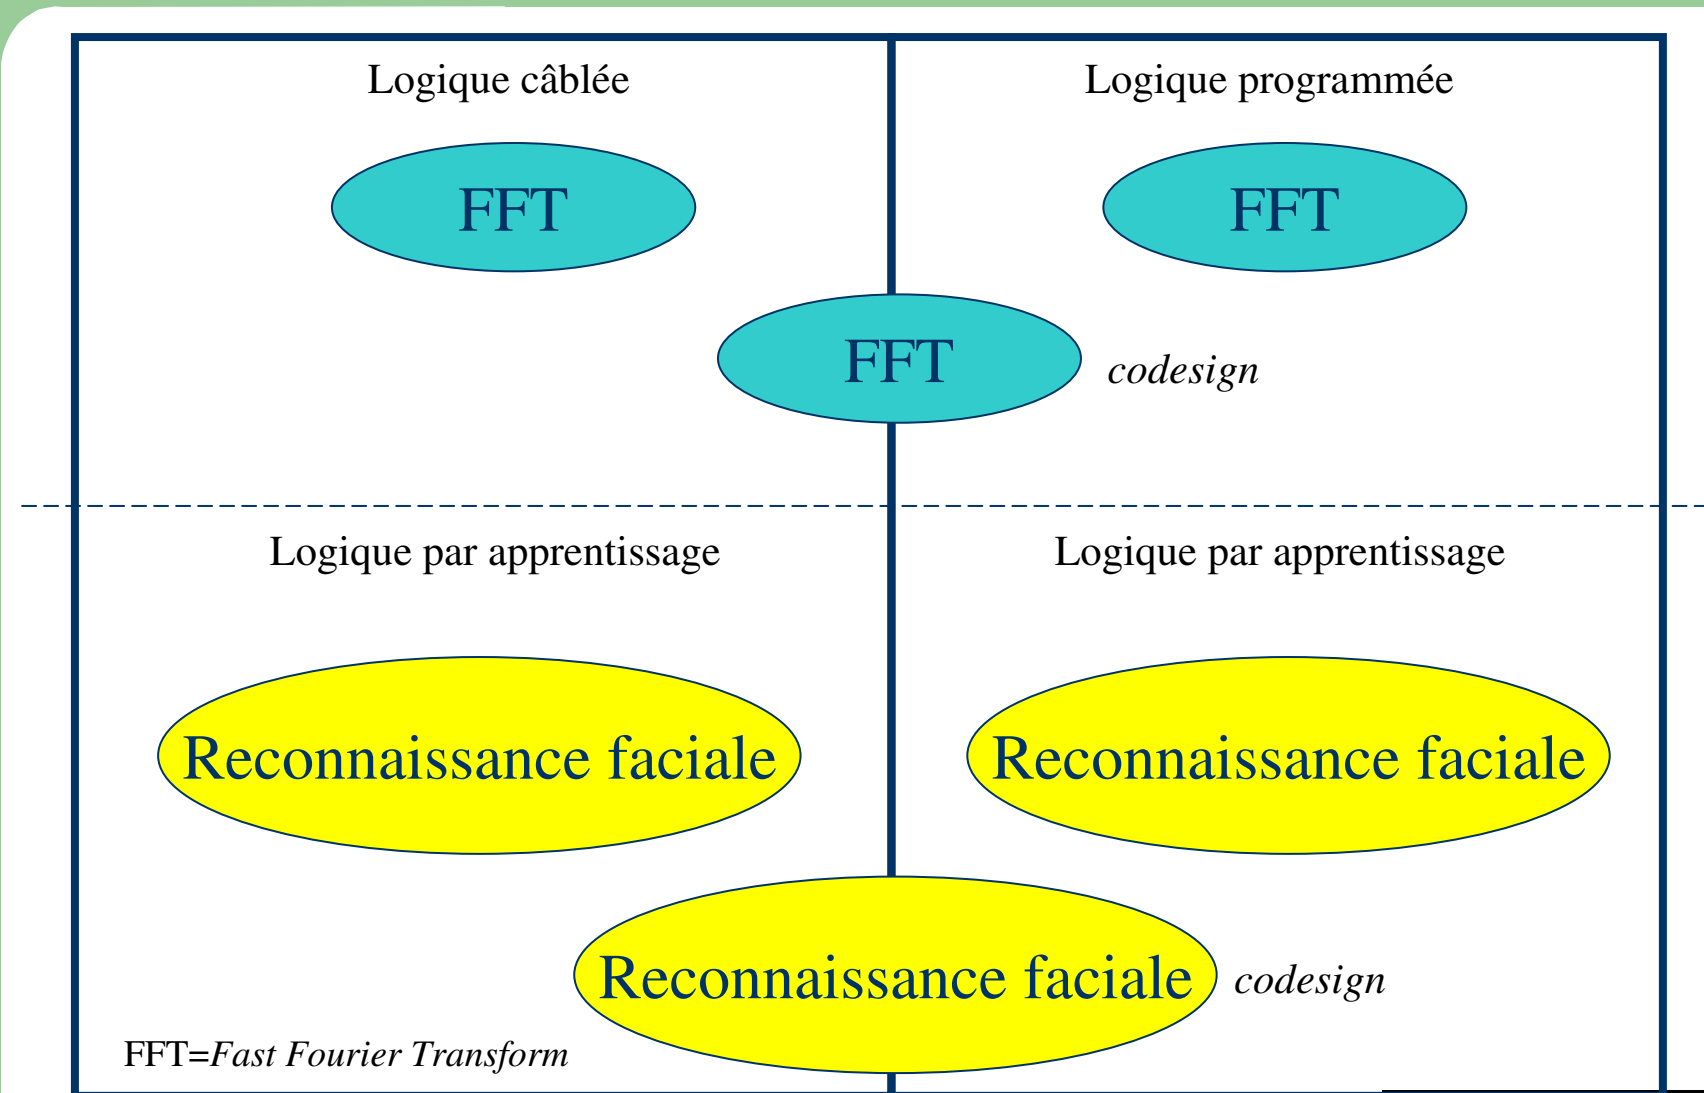 Logique câblée
Logique programmée
FFT
FFT
FFT
codesign
Logique par apprentissage
Logique par apprentissage
Reconnaissance faciale
Reconnaissance faciale
Reconnaissance faciale
codesign
FFT=Fast Fourier Transform